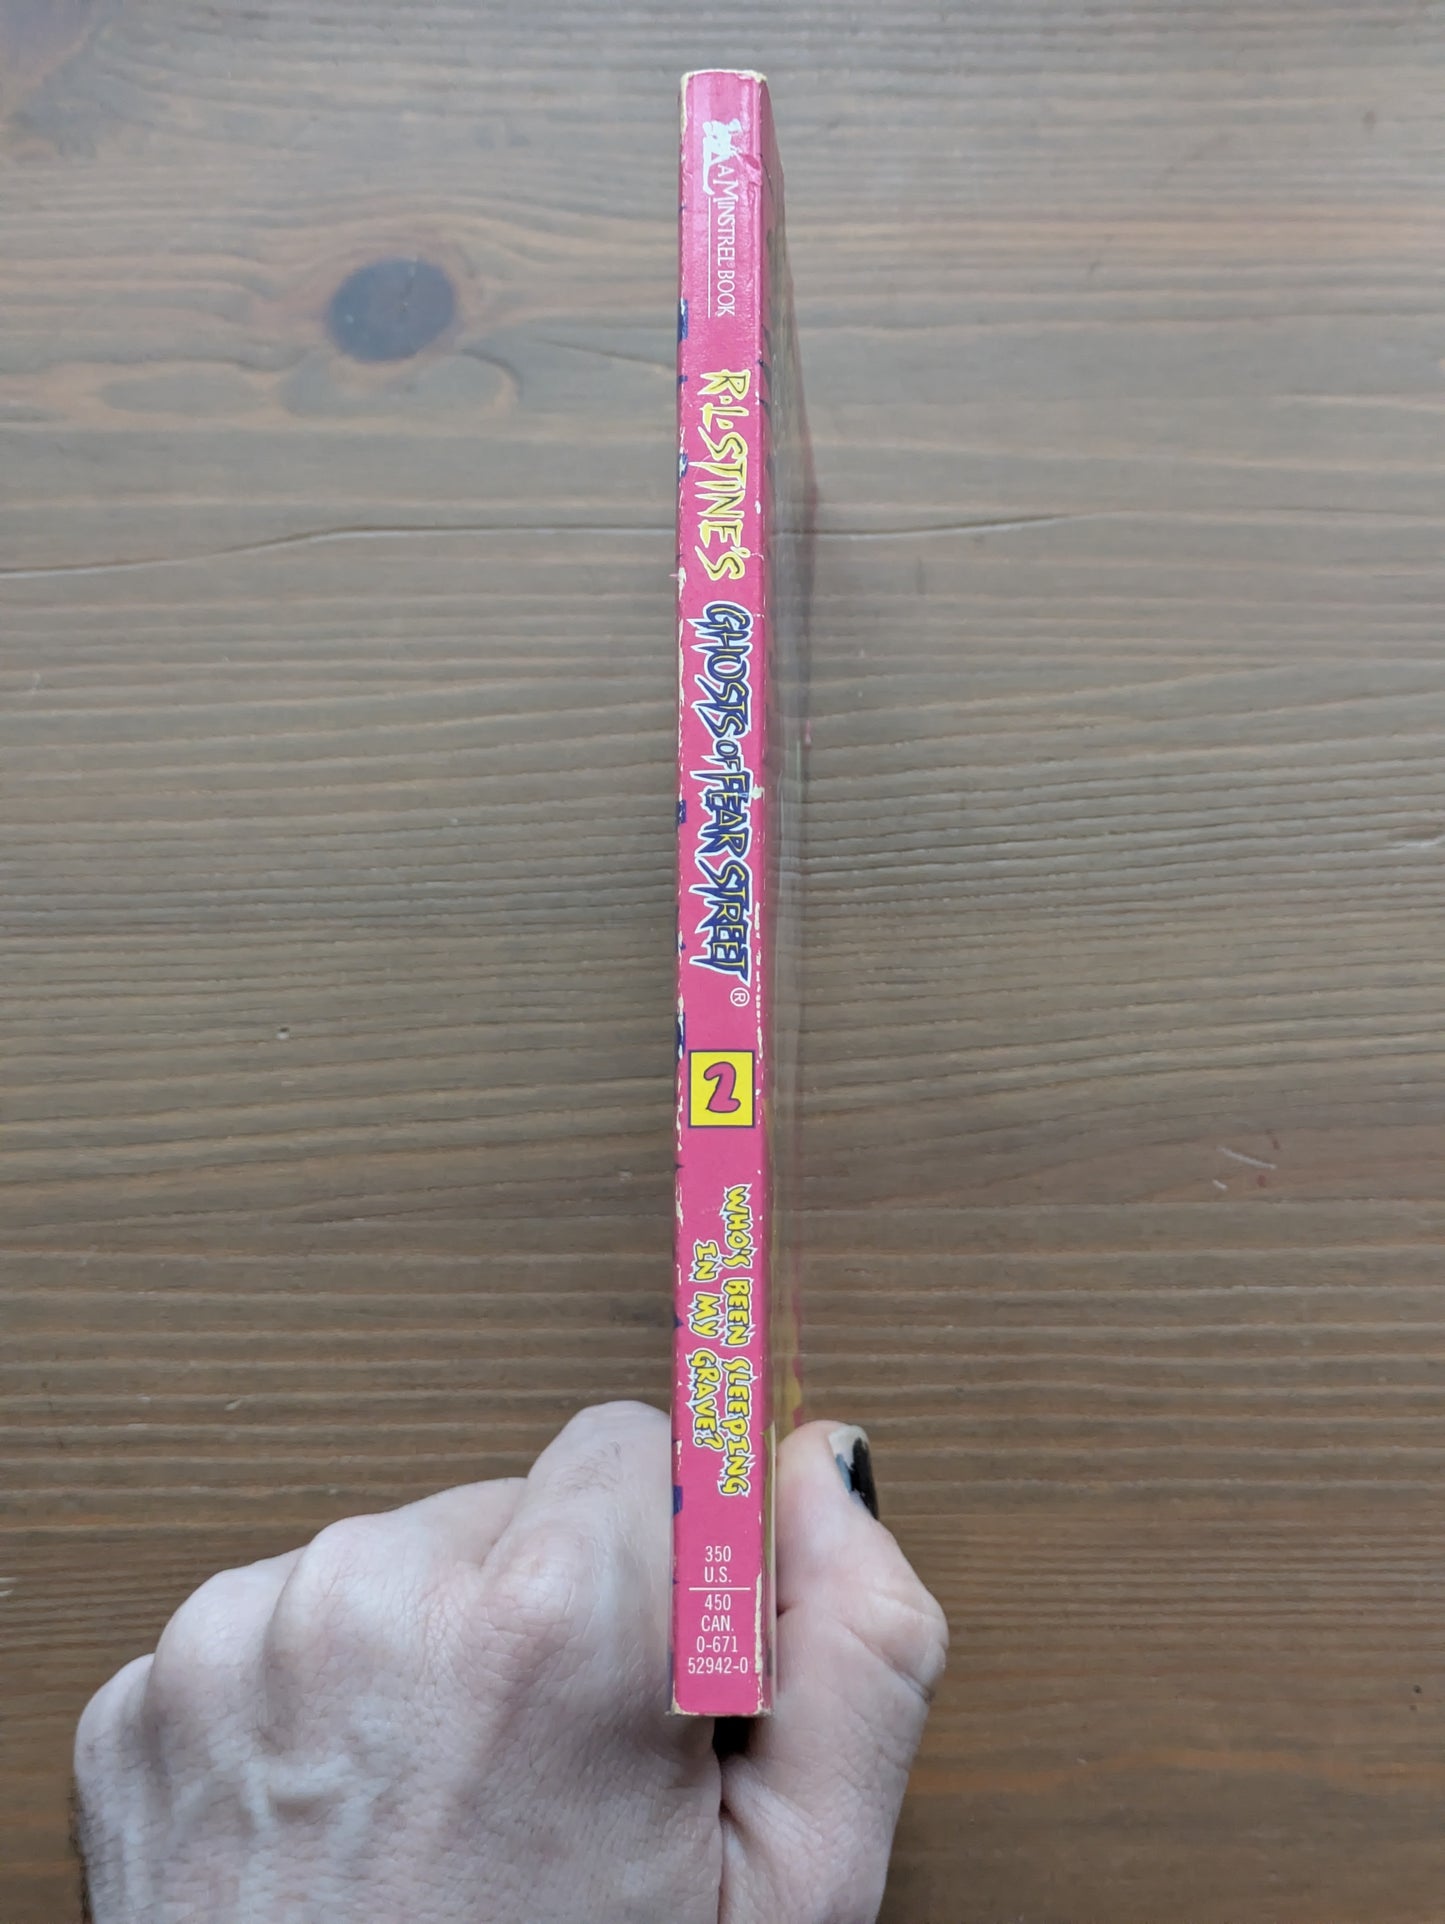 A MINSTREL BOOK
R·L·STINE'S
GHOSTS OF FEAR STREET®
2
WHO'S BEEN SLEEPING
IN MY GRAVE?
350
U.S.
450
CAN.
0-671
52942-0